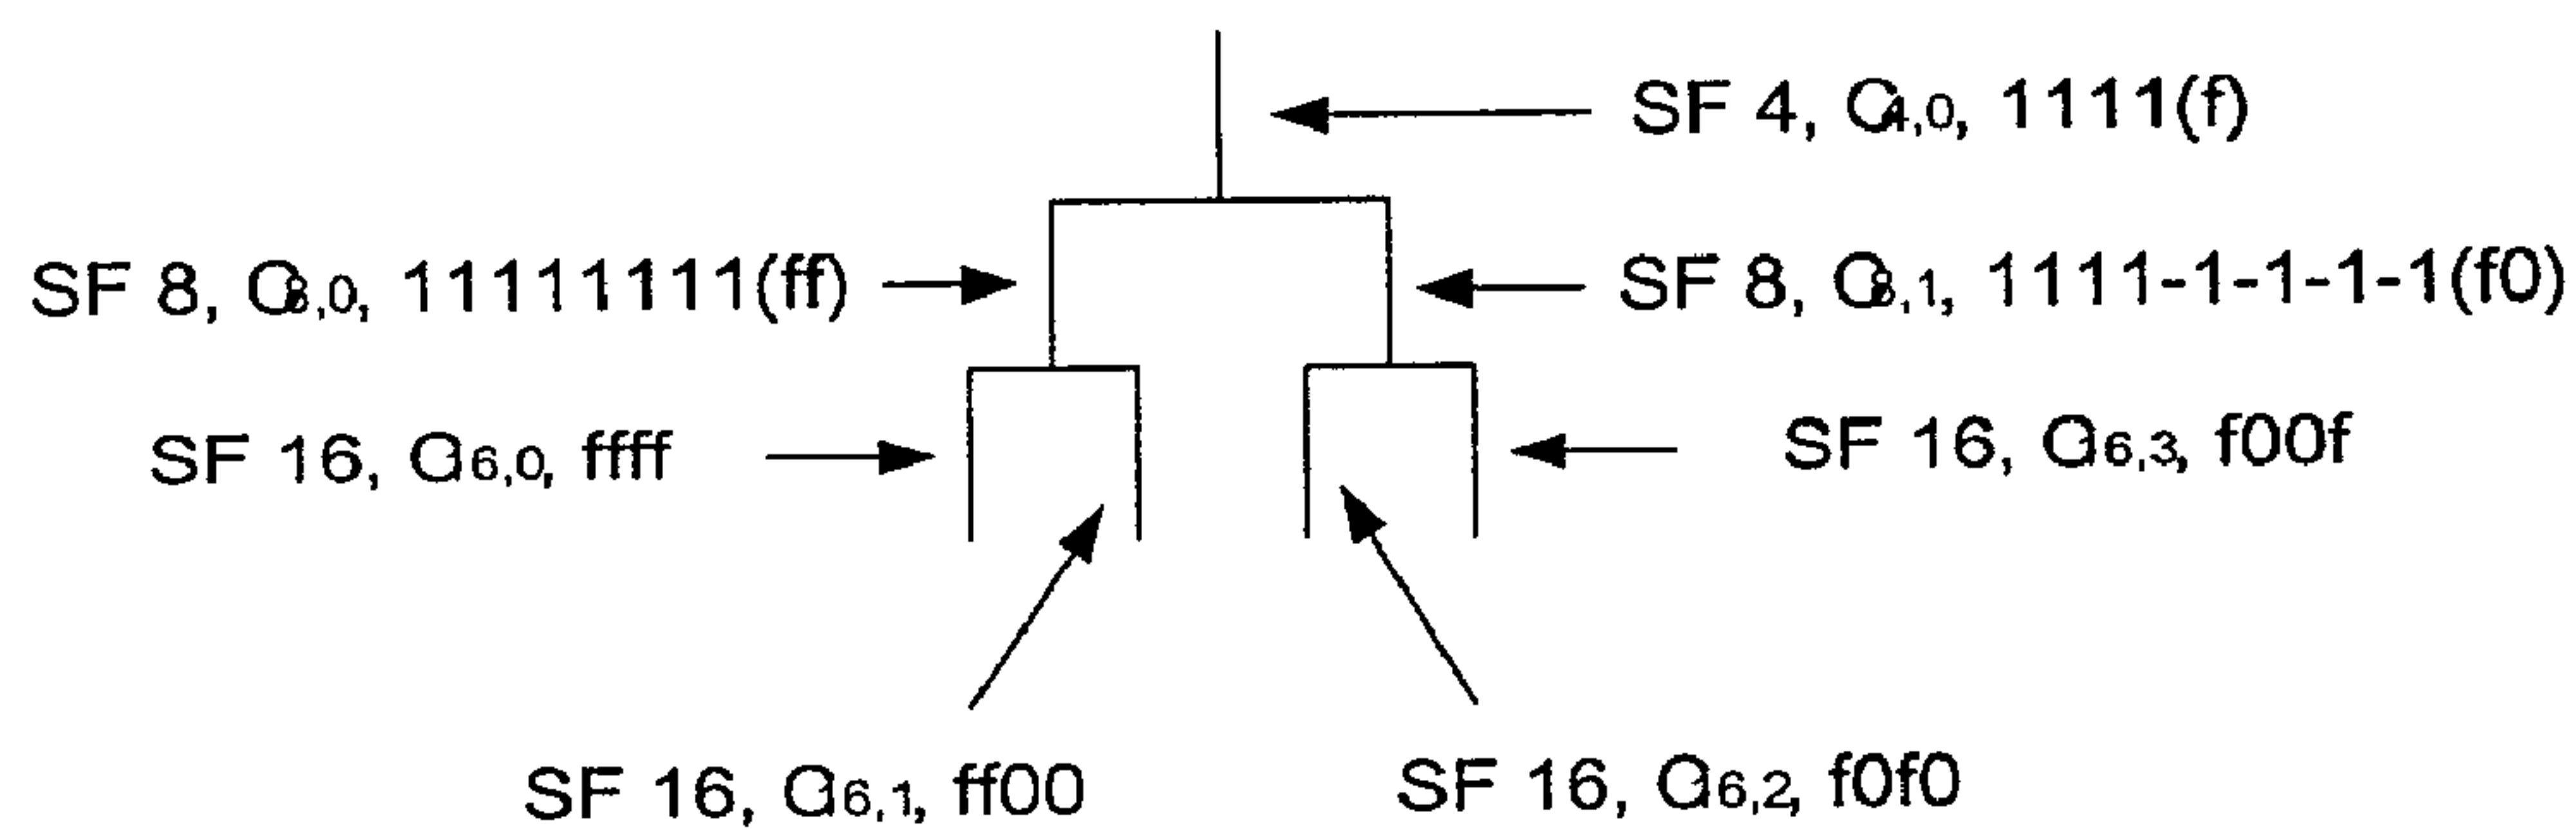 SF 4, C4,0, 1111(f)
SF 8, C8,0, 11111111(ff)
SF 8, C8,1, 1111-1-1-1-1(f0)
SF 16, C16,0, ffff
SF 16, C16,3, f00f
SF 16, C16,1, ff00
SF 16, C16,2, f0f0